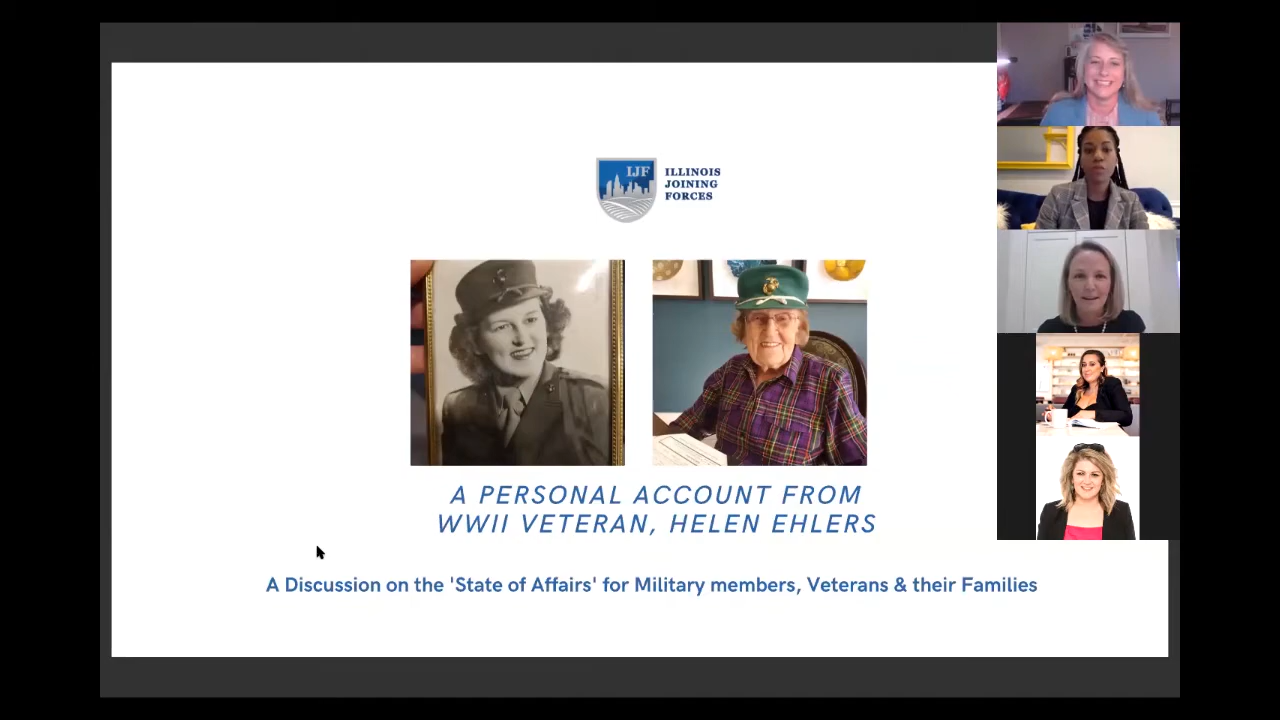 IJF
ILLINOIS
JOINING
FORCES
A PERSONAL ACCOUNT FROM
WWII VETERAN, HELEN EHLERS
A Discussion on the 'State of Affairs' for Military members, Veterans & their Families